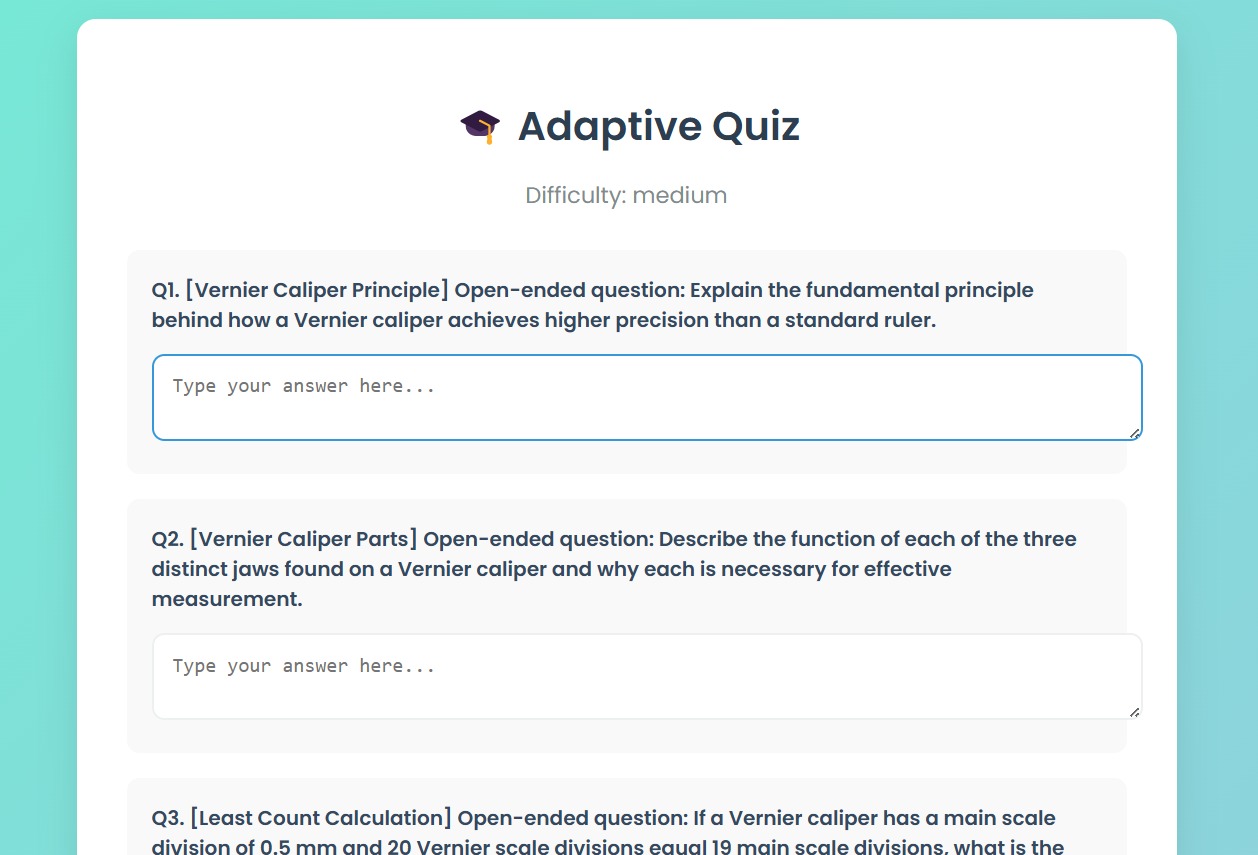 Adaptive Quiz
Difficulty: medium
Q1. [Vernier Caliper Principle] Open-ended question: Explain the fundamental principle
behind how a Vernier caliper achieves higher precision than a standard ruler.
Type your answer here...
Q2. [Vernier Caliper Parts] Open-ended question: Describe the function of each of the three
distinct jaws found on a Vernier caliper and why each is necessary for effective
measurement.
Type your answer here...
Q3. [Least Count Calculation] Open-ended question: If a Vernier caliper has a main scale
division of 0.5 mm and 20 Vernier scale divisions equal 19 main scale divisions, what is the